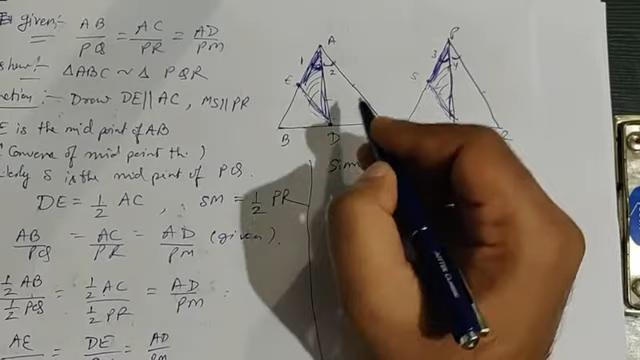 given:- AB/PQ = AC/PR = AD/PM
show:- ΔABC ~ Δ PQR
Draw DE || AC, MS || PR
E is the mid point of AB
(Converse of mid point th.)
S is the mid point of PQ.
DE = 1/2 AC, SM = 1/2 PR
AB/PQ = AC/PR = AD/PM (given).
1/2 AB / 1/2 PQ = 1/2 AC / 1/2 PR = AD/PM
AE = DE = AD/PM
A
1
2
E
B
D
P
3
4
S
Sim